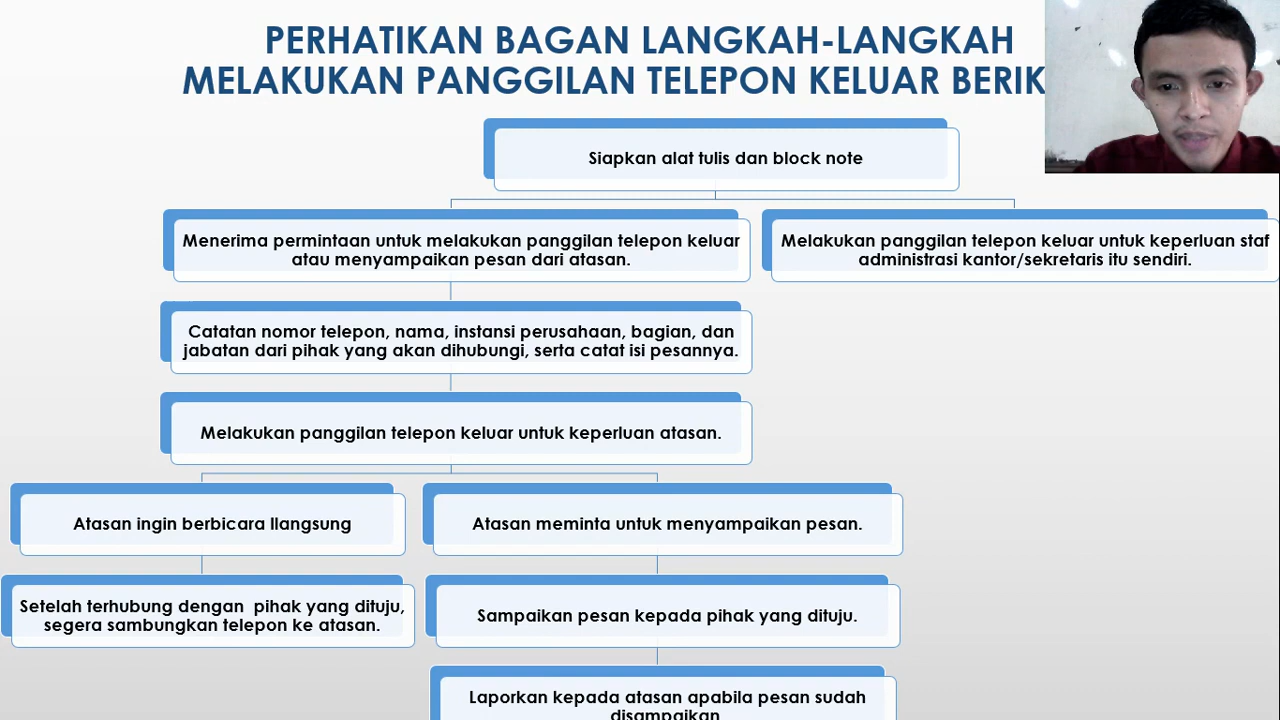 PERHATIKAN BAGAN LANGKAH-LANGKAH
MELAKUKAN PANGGILAN TELEPON KELUAR
Siapkan alat tulis dan block note
Menerima permintaan untuk melakukan panggilan telepon keluar
atau menyampaikan pesan dari atasan.
Melakukan panggilan telepon keluar untuk keperluan staf
administrasi kantor/sekretaris itu sendiri.
Catatan nomor telepon, nama, instansi perusahaan, bagian, dan
jabatan dari pihak yang akan dihubungi, serta catat isi pesannya.
Melakukan panggilan telepon keluar untuk keperluan atasan.
Atasan ingin berbicara llangsung
Atasan meminta untuk menyampaikan pesan.
Setelah terhubung dengan pihak yang dituju,
segera sambungkan telepon ke atasan.
Sampaikan pesan kepada pihak yang dituju.
Laporkan kepada atasan apabila pesan sudah
disampaikan